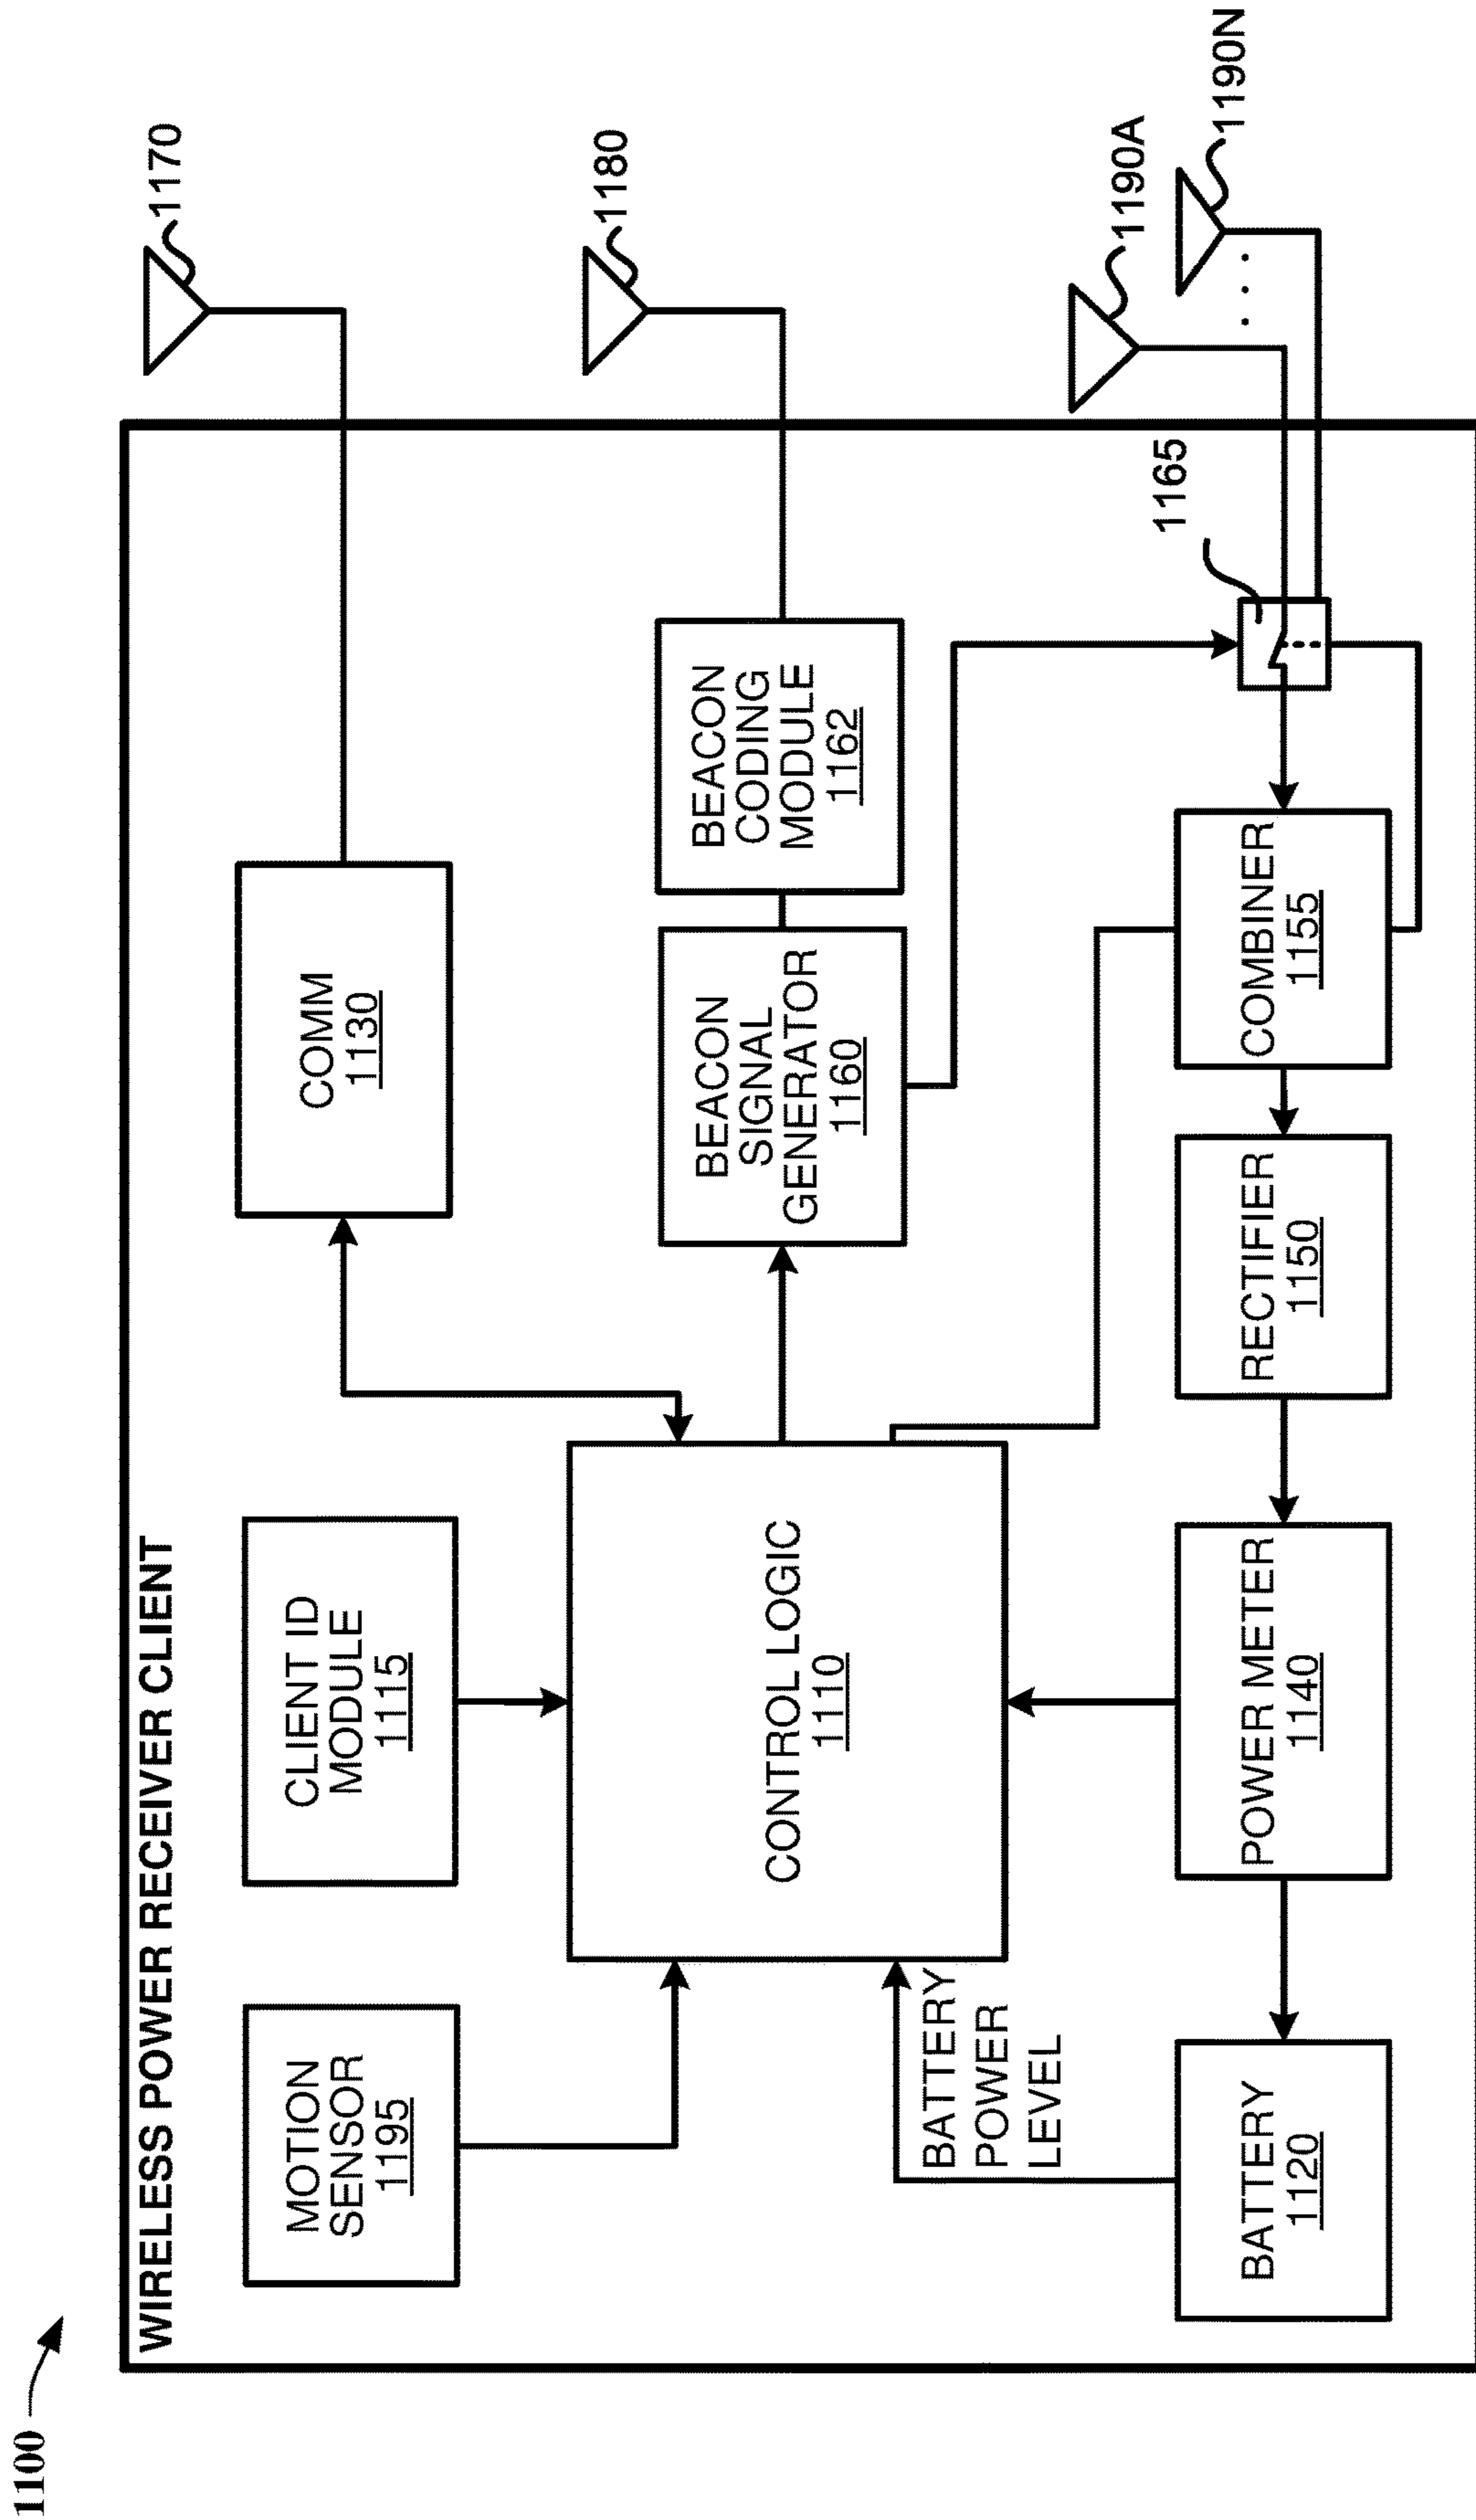 1100
WIRELESS POWER RECEIVER CLIENT
MOTION
SENSOR
1195
CLIENT ID
MODULE
1115
COMM
1130
1170
CONTROL LOGIC
1110
BEACON
SIGNAL
GENERATOR
1160
BEACON
CODING
MODULE
1162
1180
BATTERY
POWER
LEVEL
BATTERY
1120
POWER METER
1140
RECTIFIER
1150
COMBINER
1155
1165
1190A
. . .
1190N